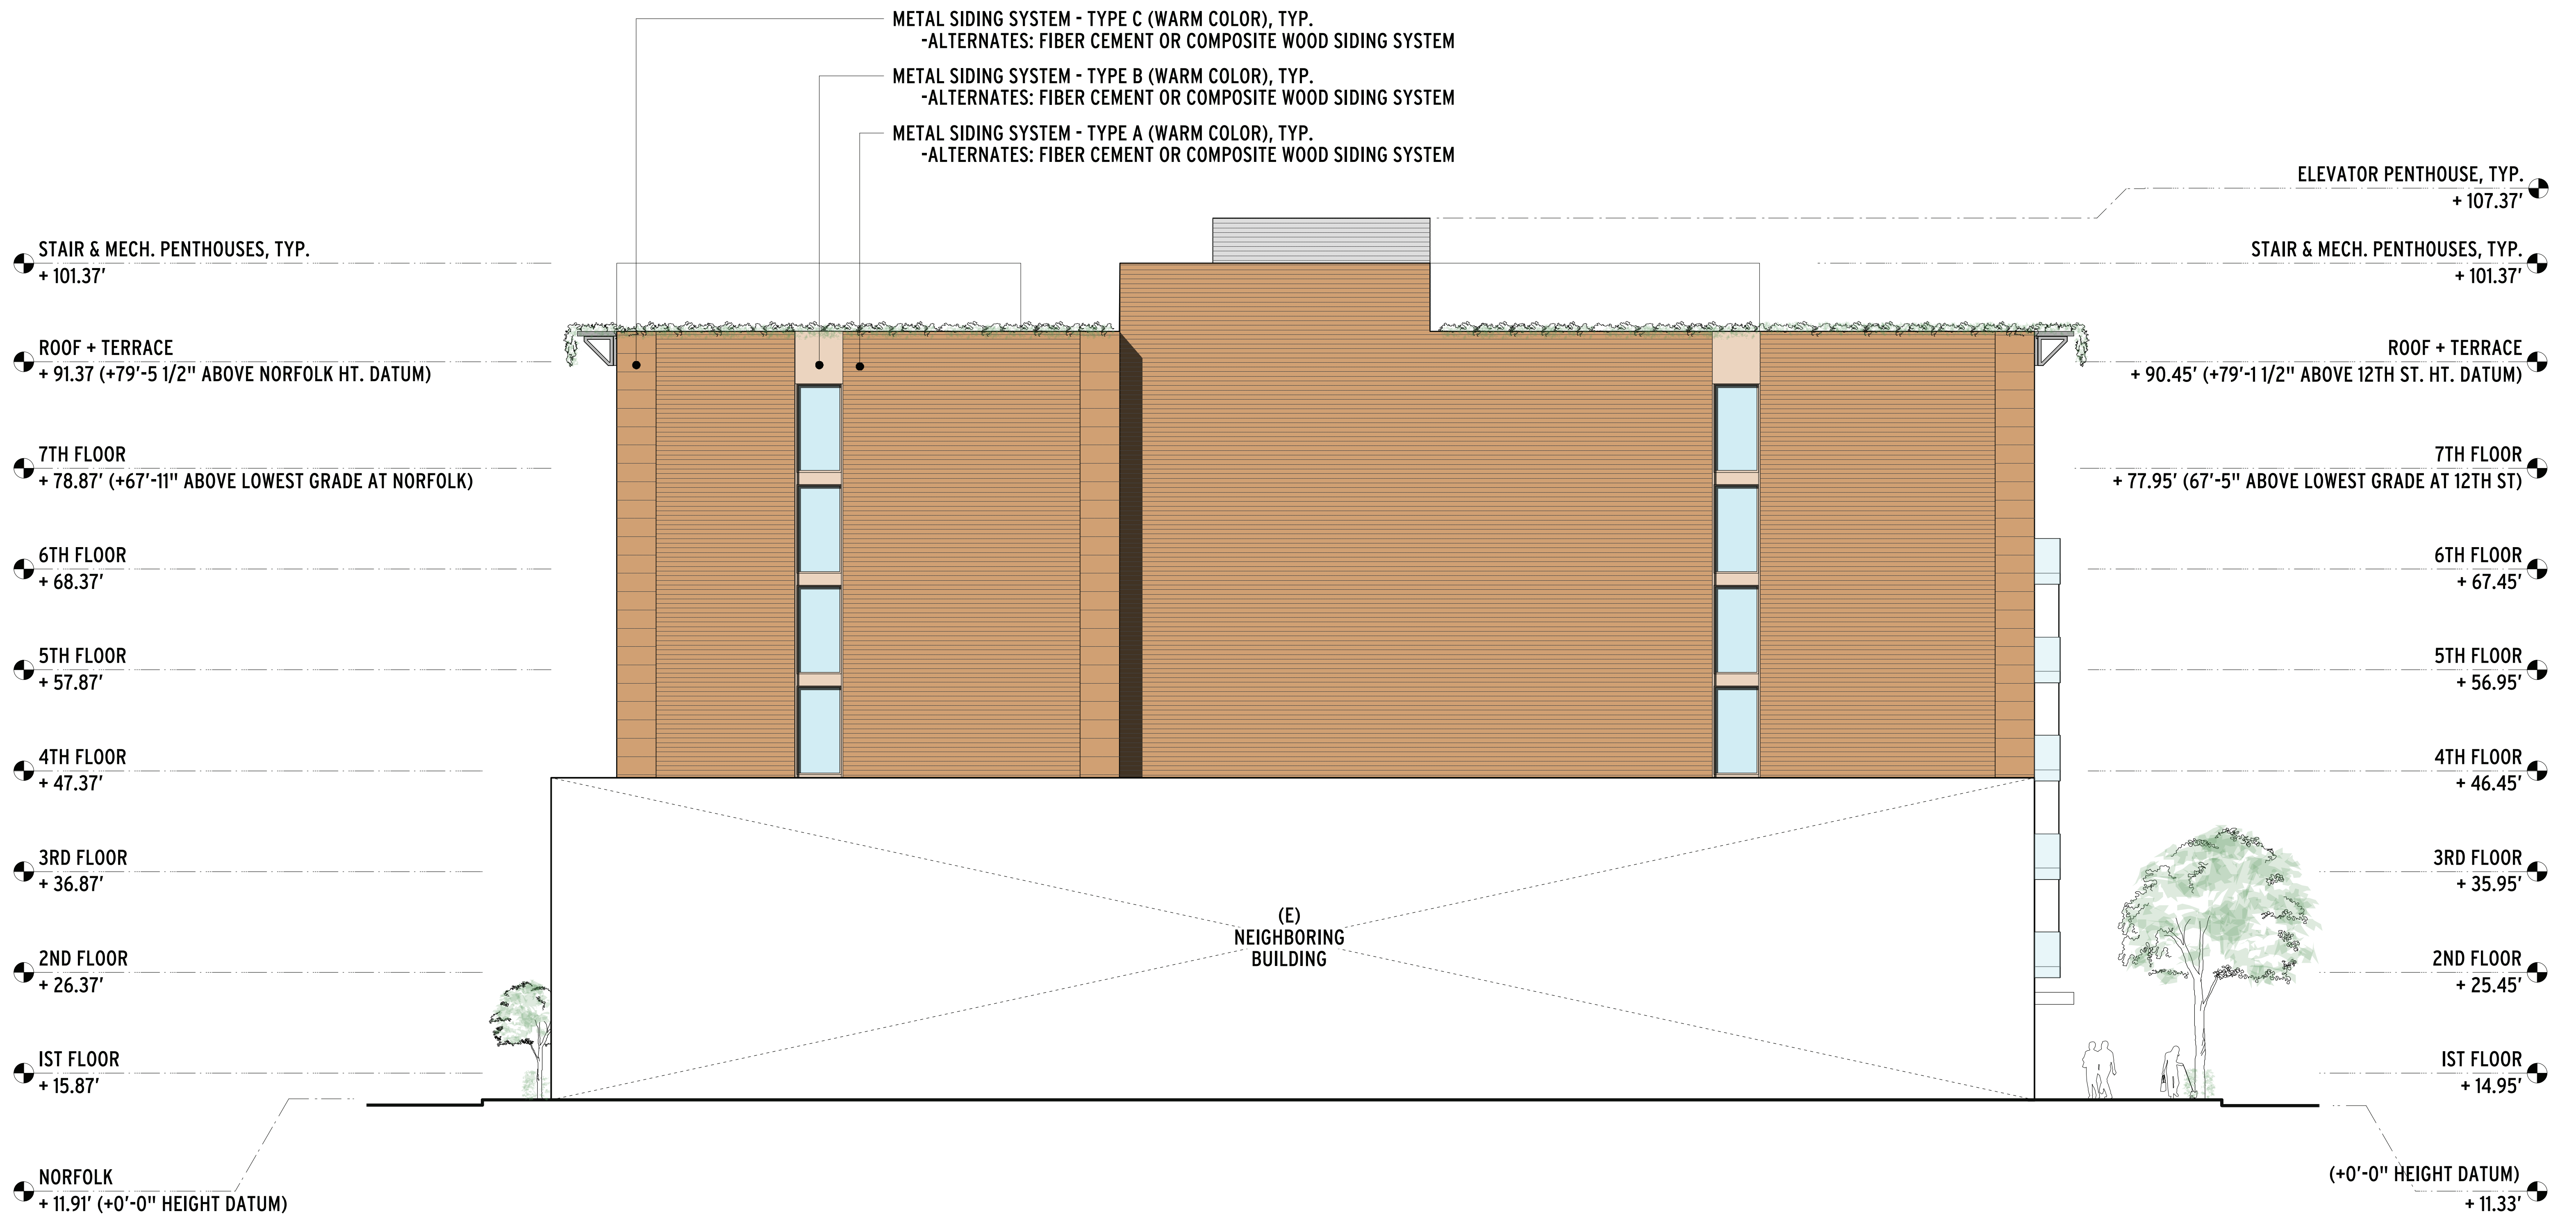 METAL SIDING SYSTEM - TYPE C (WARM COLOR), TYP.
-ALTERNATES: FIBER CEMENT OR COMPOSITE WOOD SIDING SYSTEM
METAL SIDING SYSTEM - TYPE B (WARM COLOR), TYP.
-ALTERNATES: FIBER CEMENT OR COMPOSITE WOOD SIDING SYSTEM
METAL SIDING SYSTEM - TYPE A (WARM COLOR), TYP.
-ALTERNATES: FIBER CEMENT OR COMPOSITE WOOD SIDING SYSTEM
STAIR & MECH. PENTHOUSES, TYP.
+ 101.37'
ROOF + TERRACE
+ 91.37 (+79'-5 1/2" ABOVE NORFOLK HT. DATUM)
7TH FLOOR
+ 78.87' (+67'-11" ABOVE LOWEST GRADE AT NORFOLK)
6TH FLOOR
+ 68.37'
5TH FLOOR
+ 57.87'
4TH FLOOR
+ 47.37'
3RD FLOOR
+ 36.87'
2ND FLOOR
+ 26.37'
1ST FLOOR
+ 15.87'
NORFOLK
+ 11.91' (+0'-0" HEIGHT DATUM)
(E)
NEIGHBORING
BUILDING
ELEVATOR PENTHOUSE, TYP.
+ 107.37'
STAIR & MECH. PENTHOUSES, TYP.
+ 101.37'
ROOF + TERRACE
+ 90.45' (+79'-1 1/2" ABOVE 12TH ST. HT. DATUM)
7TH FLOOR
+ 77.95' (67'-5" ABOVE LOWEST GRADE AT 12TH ST)
6TH FLOOR
+ 67.45'
5TH FLOOR
+ 56.95'
4TH FLOOR
+ 46.45'
3RD FLOOR
+ 35.95'
2ND FLOOR
+ 25.45'
1ST FLOOR
+ 14.95'
(+0'-0" HEIGHT DATUM)
+ 11.33'